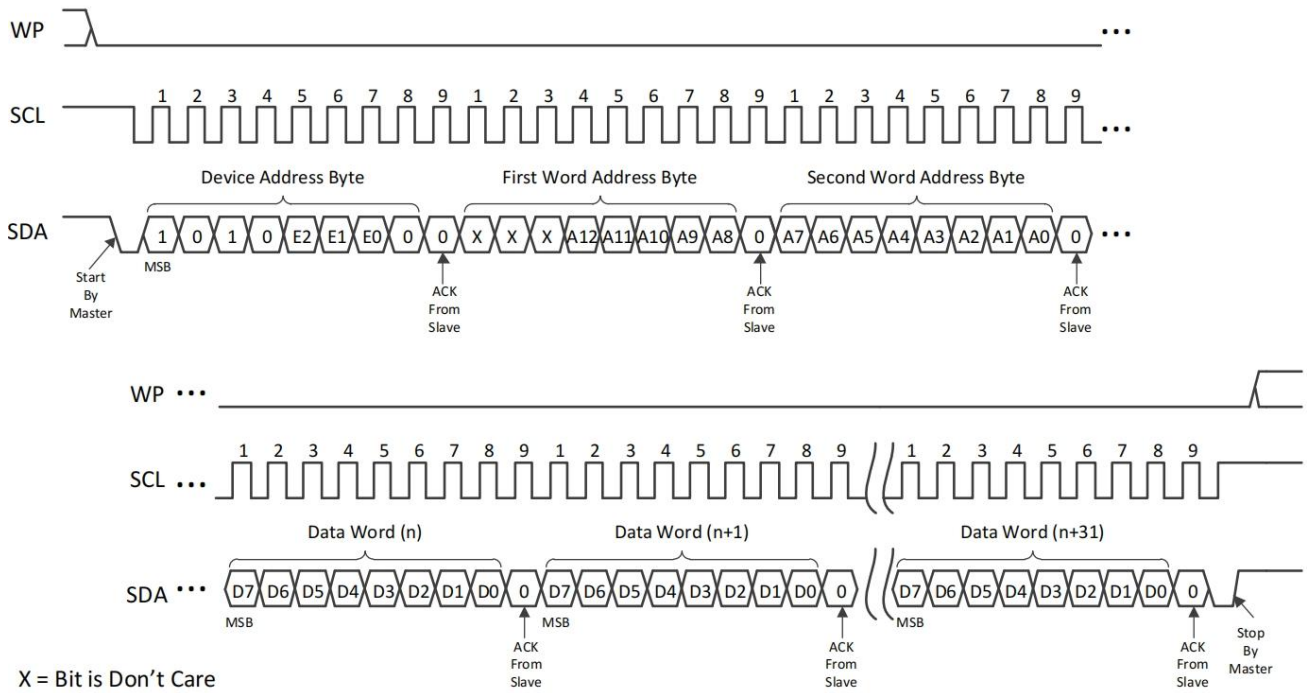 WP ...
1 2 3 4 5 6 7 8 9 1 2 3 4 5 6 7 8 9 1 2 3 4 5 6 7 8 9
SCL ...
Device Address Byte First Word Address Byte Second Word Address Byte
SDA 1 0 1 0 E2 E1 E0 0 0 X X X A12 A11 A10 A9 A8 0 A7 A6 A5 A4 A3 A2 A1 A0 0 ...
MSB
Start
By
Master
ACK
From
Slave
ACK
From
Slave
ACK
From
Slave
WP ...
1 2 3 4 5 6 7 8 9 1 2 3 4 5 6 7 8 9 1 2 3 4 5 6 7 8 9
SCL ...
Data Word (n) Data Word (n+1) Data Word (n+31)
SDA ... D7 D6 D5 D4 D3 D2 D1 D0 0 D7 D6 D5 D4 D3 D2 D1 D0 0 D7 D6 D5 D4 D3 D2 D1 D0 0
MSB MSB MSB
ACK
From
Slave
ACK
From
Slave
ACK
From
Slave
Stop
By
Master
X = Bit is Don't Care